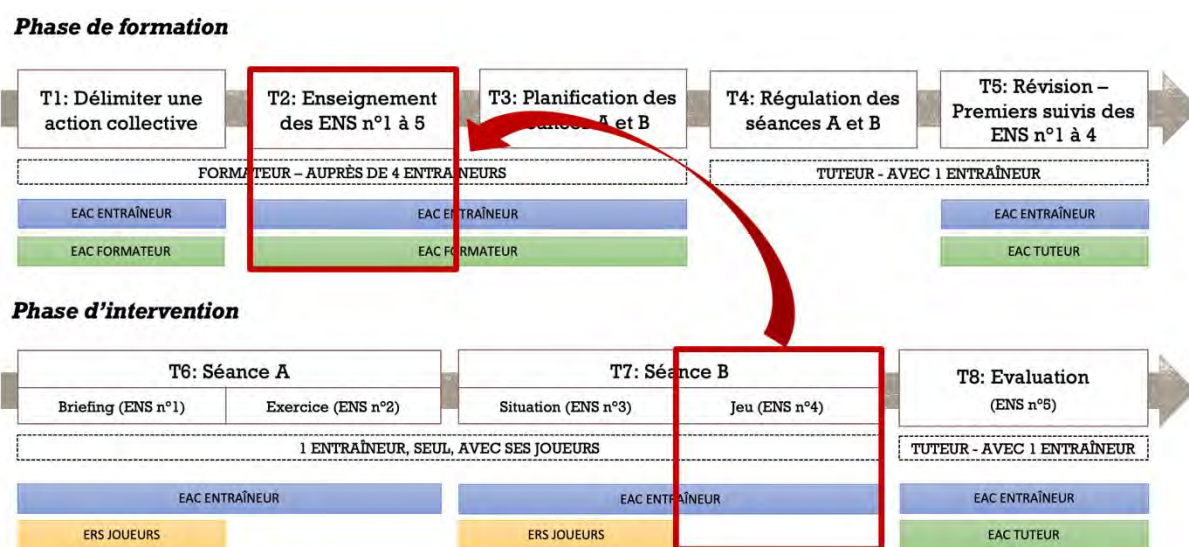 Phase de formation
T1: Délimiter une
action collective
T2: Enseignement
des ENS n°1 à 5
T3: Planification des
séances A et B
T4: Régulation des
séances A et B
T5: Révision –
Premiers suivis des
ENS n°1 à 4
FORMATEUR – AUPRÈS DE 4 ENTRAÎNEURS
TUTEUR - AVEC 1 ENTRAÎNEUR
EAC ENTRAÎNEUR
EAC ENTRAÎNEUR
EAC ENTRAÎNEUR
EAC FORMATEUR
EAC FORMATEUR
EAC TUTEUR
Phase d'intervention
T6: Séance A
T7: Séance B
T8: Evaluation
(ENS n°5)
Briefing (ENS n°1)
Exercice (ENS n°2)
Situation (ENS n°3)
Jeu (ENS n°4)
1 ENTRAÎNEUR, SEUL, AVEC SES JOUEURS
TUTEUR - AVEC 1 ENTRAÎNEUR
EAC ENTRAÎNEUR
EAC ENTRAÎNEUR
EAC ENTRAÎNEUR
ERS JOUEURS
ERS JOUEURS
EAC TUTEUR